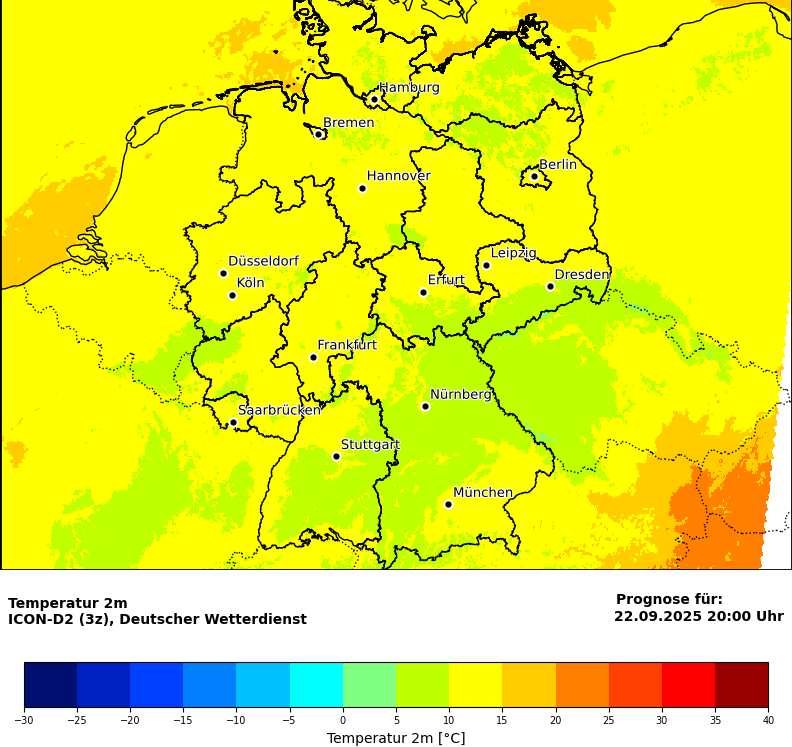 Hamburg
Bremen
Berlin
Hannover
Leipzig
Düsseldorf
Dresden
Köln
Erfurt
Frankfurt
Nürnberg
Saarbrücken
Stuttgart
München
Temperatur 2m
ICON-D2 (3z), Deutscher Wetterdienst
Prognose für:
22.09.2025 20:00 Uhr
−30 −25 −20 −15 −10 −5 0 5 10 15 20 25 30 35 40
Temperatur 2m [°C]